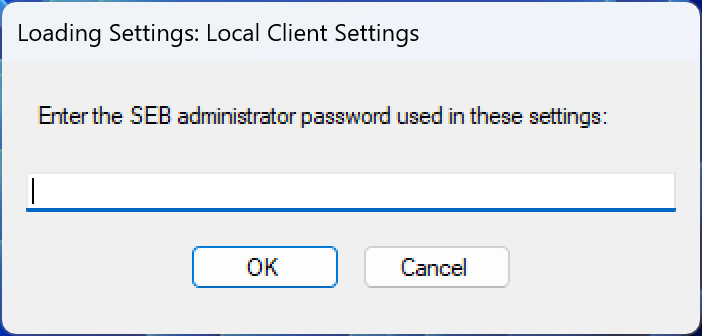 Loading Settings: Local Client Settings
Enter the SEB administrator password used in these settings:
OK
Cancel